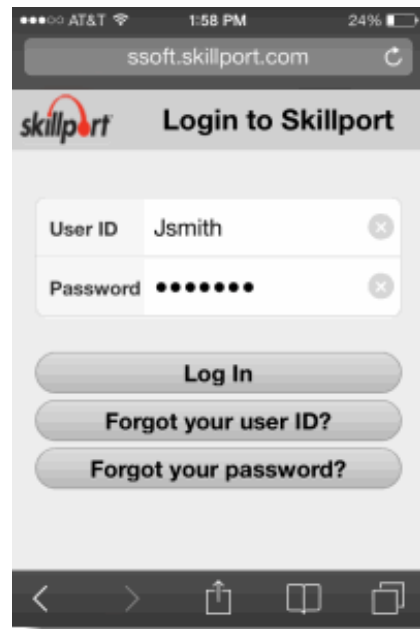 AT&T 1:58 PM 24%
ssoft.skillport.com
skillport Login to Skillport
User ID Jsmith
Password •••••••
Log In
Forgot your user ID?
Forgot your password?